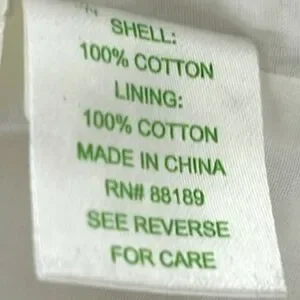 SHELL:
100% COTTON
LINING:
100% COTTON
MADE IN CHINA
RN# 88189
SEE REVERSE
FOR CARE